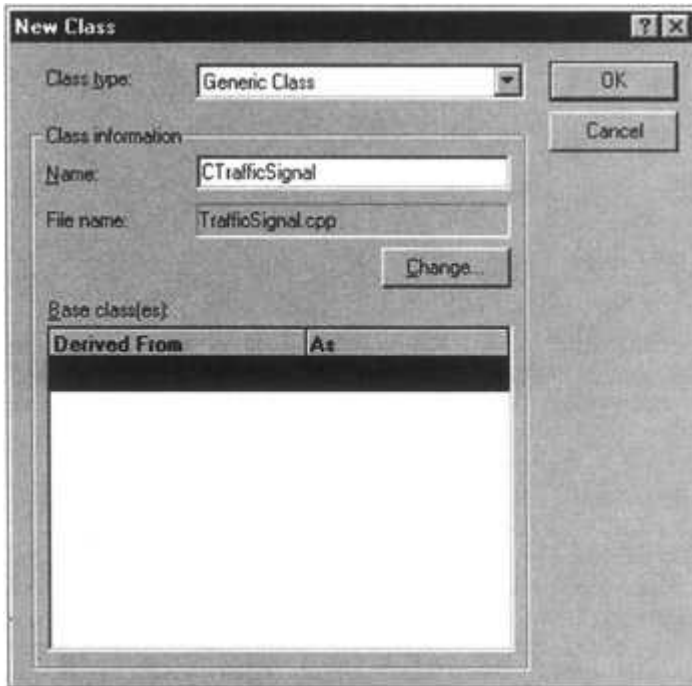 New Class
Class type: Generic Class
OK
Cancel
Class information
Name: CTrafficSignal
File name: TrafficSignal.cpp
Change...
Base class(es):
Derived From As